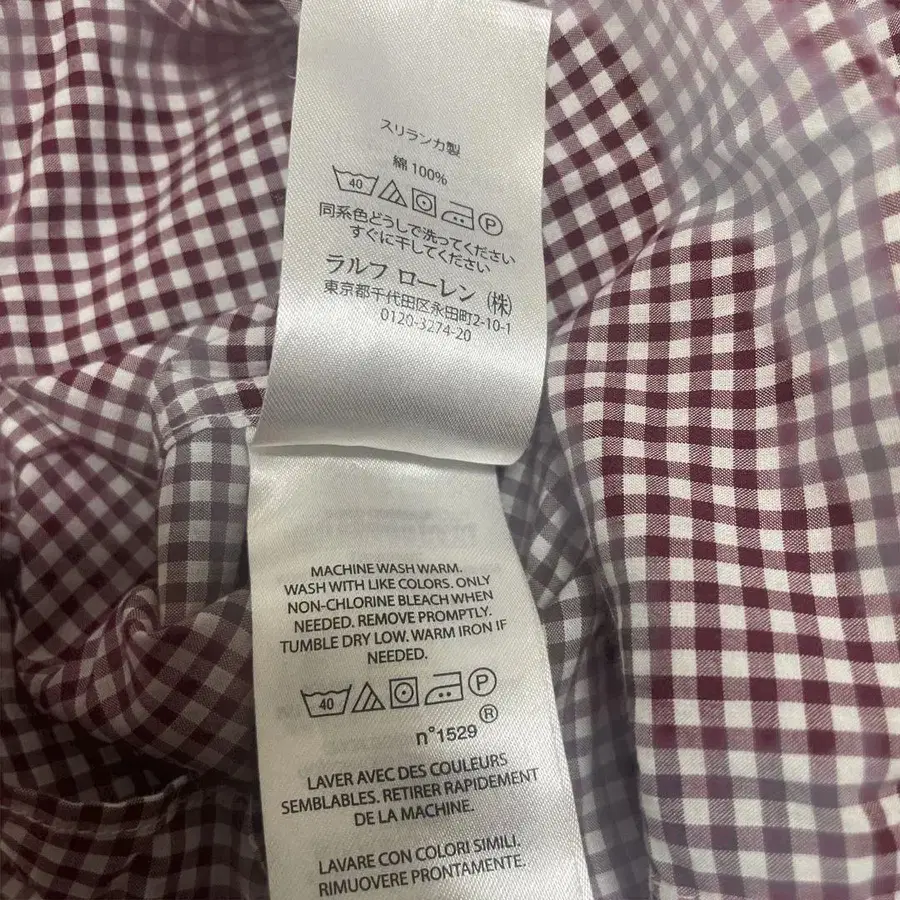 スリランカ製
綿 100%
40 P
同系色どうしで洗ってください
すぐに干してください
ラルフ ローレン (株)
東京都千代田区永田町2-10-1
0120-3274-20
MACHINE WASH WARM.
WASH WITH LIKE COLORS. ONLY
NON-CHLORINE BLEACH WHEN
NEEDED. REMOVE PROMPTLY.
TUMBLE DRY LOW. WARM IRON IF
NEEDED.
40 P
n°1529 ®
LAVER AVEC DES COULEURS
SEMBLABLES. RETIRER RAPIDEMENT
DE LA MACHINE.
LAVARE CON COLORI SIMILI.
RIMUOVERE PRONTAMENTE.